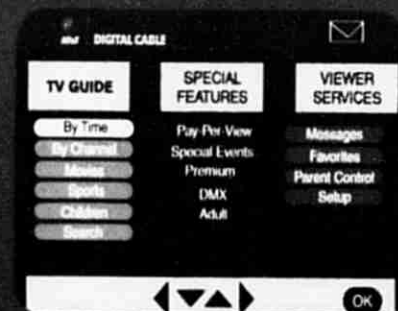 at&t DIGITAL CABLE
TV GUIDE
By Time
By Channel
Movies
Sports
Children
Search
SPECIAL
FEATURES
Pay-Per-View
Special Events
Premium
DMX
Adult
VIEWER
SERVICES
Messages
Favorites
Parent Control
Setup
OK